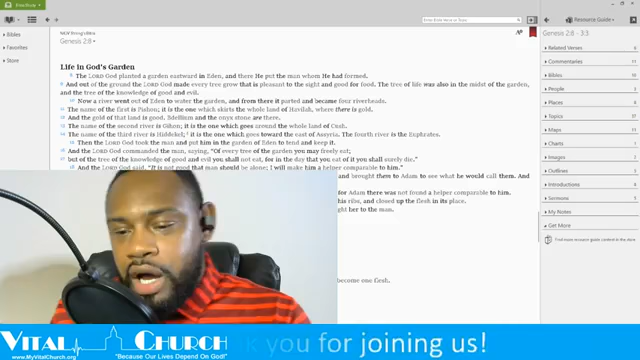 Genesis 2:8
Genesis 2:8 - 3:3
Resource Guide
Bibles
Favorites
Store
Related Verses
Commentaries 11
Bibles
People
Places
Topics
Maps
Charts
Images
Outlines
Introductions
Sermons
My Notes
Get More
Life in God's Garden
8 The LORD God planted a garden eastward in Eden, and there He put the man whom He had formed.
9 And out of the ground the LORD God made every tree grow that is pleasant to the sight and good for food. The tree of life was also in the midst of the garden,
and the tree of the knowledge of good and evil.
10 Now a river went out of Eden to water the garden, and from there it parted and became four riverheads.
11 The name of the first is Pishon; it is the one which skirts the whole land of Havilah, where there is gold.
12 And the gold of that land is good. Bdellium and the onyx stone are there.
13 The name of the second river is Gihon; it is the one which goes around the whole land of Cush.
14 The name of the third river is Hiddekel; it is the one which goes toward the east of Assyria. The fourth river is the Euphrates.
15 Then the LORD God took the man and put him in the garden of Eden to tend and keep it.
16 And the LORD God commanded the man, saying, "Of every tree of the garden you may freely eat;
17 but of the tree of the knowledge of good and evil you shall not eat, for in the day that you eat of it you shall surely die."
18 And the LORD God said, "It is not good that man should be alone; I will make him a helper comparable to him."
and brought them to Adam to see what he would call them. And
for Adam there was not found a helper comparable to him.
his ribs, and closed up the flesh in its place.
ght her to the man.
become one flesh.
VITAL CHURCH
www.MyVitalChurch.org
"Because Our Lives Depend On God!"
k you for joining us!